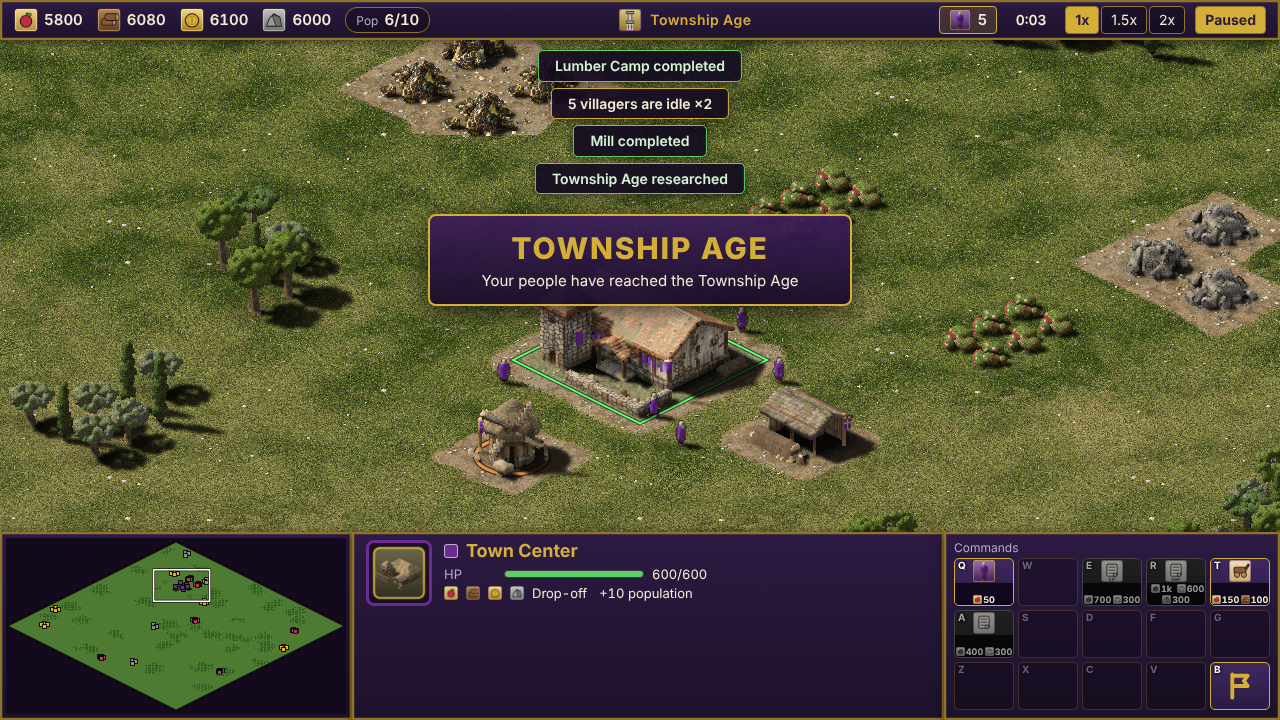 5800 6080 6100 6000 Pop 6/10 Township Age 5 0:03 1x 1.5x 2x Paused
Lumber Camp completed
5 villagers are idle ×2
Mill completed
Township Age researched
TOWNSHIP AGE
Your people have reached the Township Age
Town Center
HP 600/600
Drop-off +10 population
Commands
Q W E R T
50 700 300 1k 600 300 150 100
A S D F G
400 300
Z X C V B